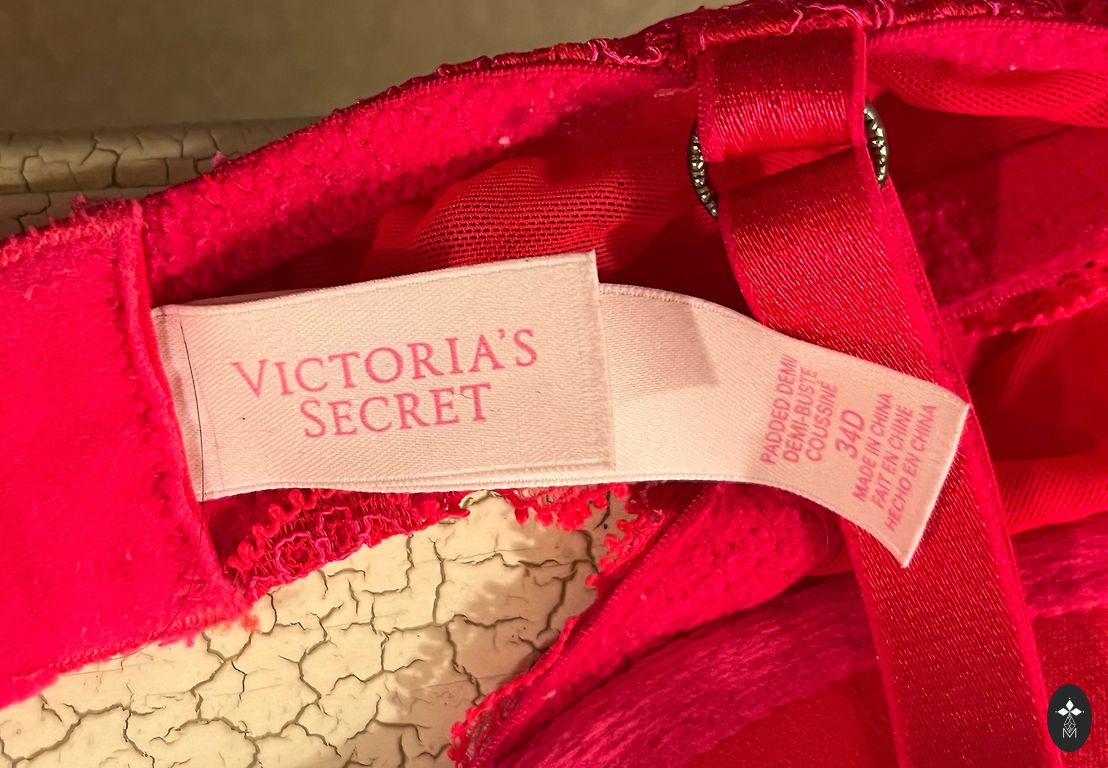 VICTORIA'S
SECRET
PADDED DEMI
DEMI-BUSTE
COUSSINÉ
34D
MADE IN CHINA
FAIT EN CHINE
HECHO EN CHINA
M